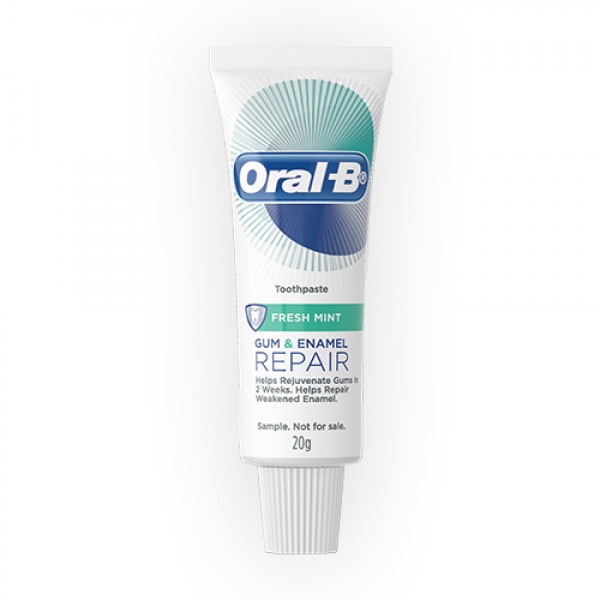 Oral-B®
Toothpaste
FRESH MINT
GUM & ENAMEL
REPAIR
Helps Rejuvenate Gums In
2 Weeks. Helps Repair
Weakened Enamel.
Sample. Not for sale.
20g